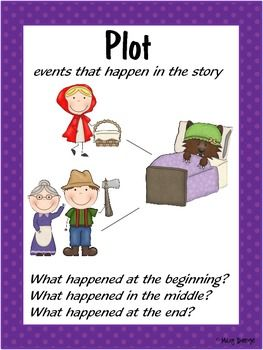 Plot
events that happen in the story
What happened at the beginning?
What happened in the middle?
What happened at the end?